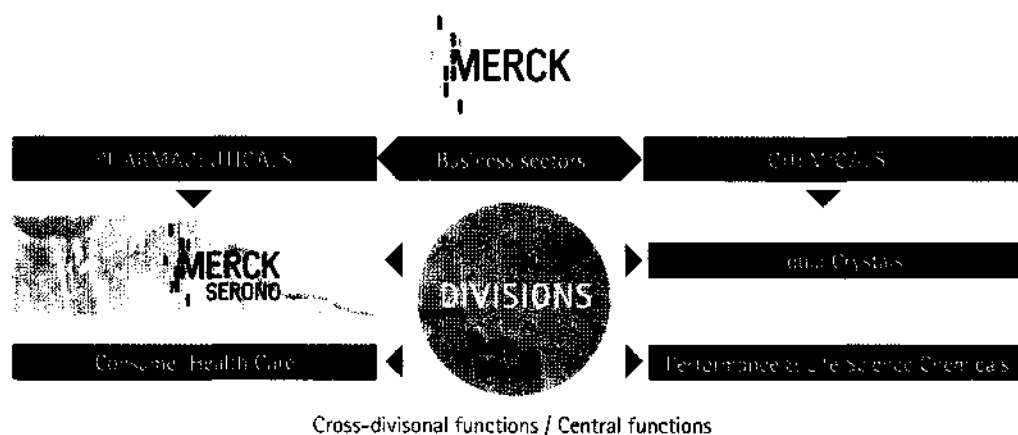 MERCK
PHARMACEUTICALS
Business sectors
CHEMICALS
MERCK
SERONO
DIVISIONS
Liquid Crystals
Consumer Health Care
Performance & Life Science Chemicals
Cross-divisonal functions / Central functions